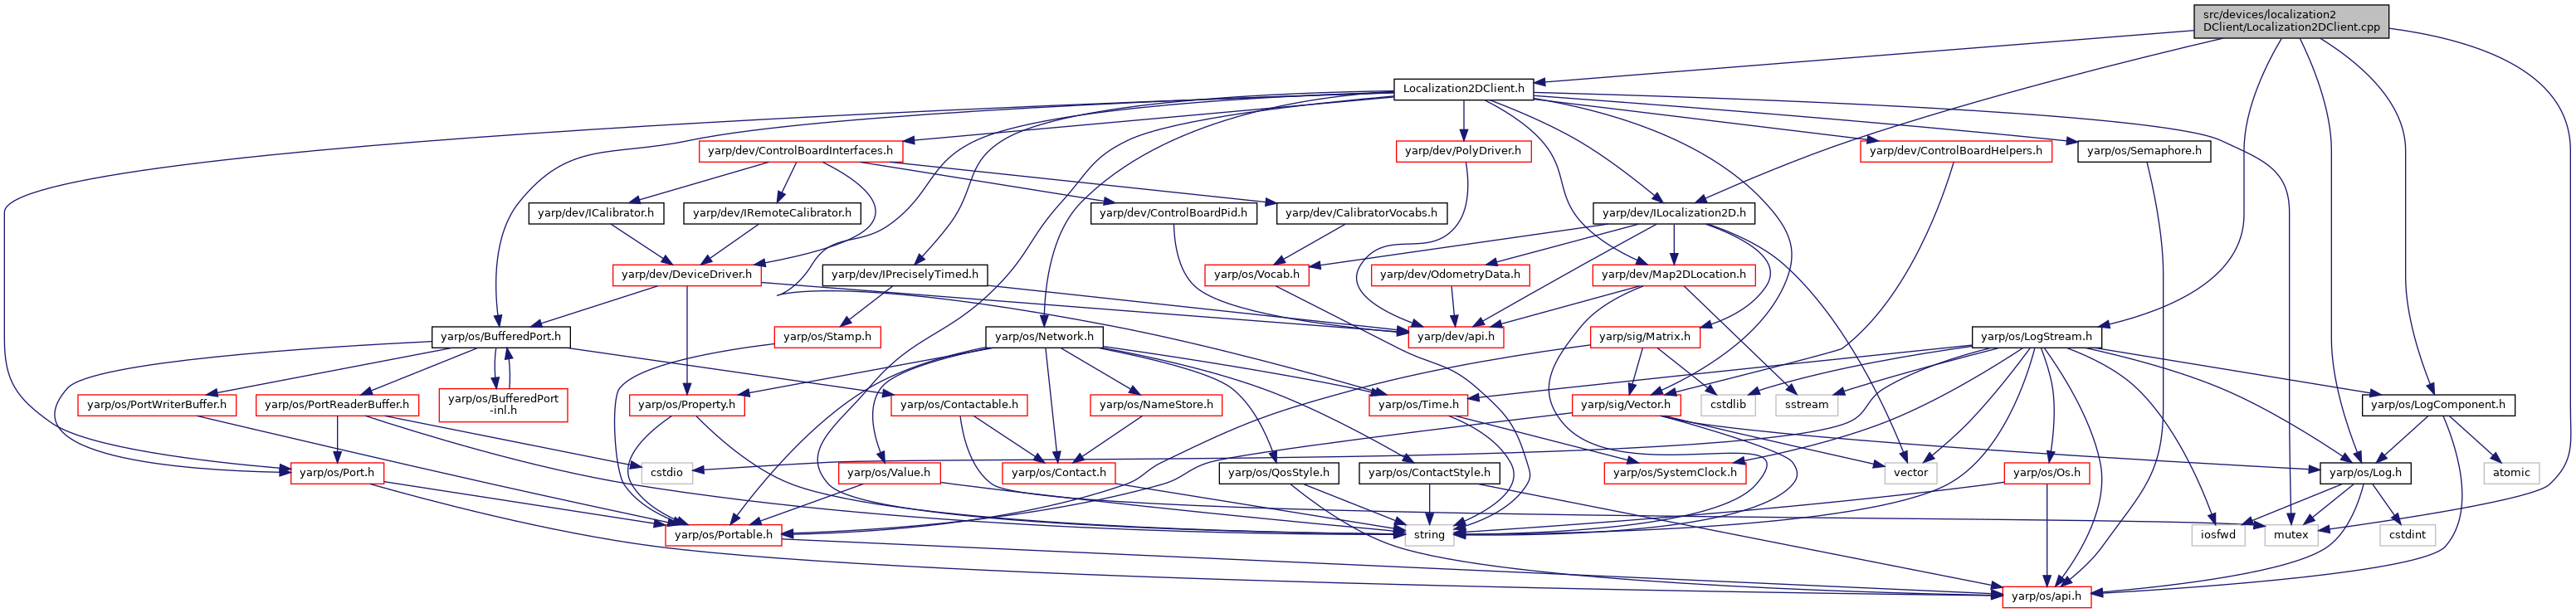 src/devices/localization2
DClient/Localization2DClient.cpp
Localization2DClient.h
yarp/dev/ControlBoardInterfaces.h
yarp/dev/PolyDriver.h
yarp/dev/ControlBoardHelpers.h
yarp/os/Semaphore.h
yarp/dev/ICalibrator.h
yarp/dev/IRemoteCalibrator.h
yarp/dev/ControlBoardPid.h
yarp/dev/CalibratorVocabs.h
yarp/dev/ILocalization2D.h
yarp/dev/DeviceDriver.h
yarp/dev/IPreciselyTimed.h
yarp/os/Vocab.h
yarp/dev/OdometryData.h
yarp/dev/Map2DLocation.h
yarp/os/BufferedPort.h
yarp/os/Stamp.h
yarp/os/Network.h
yarp/dev/api.h
yarp/sig/Matrix.h
yarp/os/LogStream.h
yarp/os/PortWriterBuffer.h
yarp/os/PortReaderBuffer.h
yarp/os/BufferedPort
-inl.h
yarp/os/Property.h
yarp/os/Contactable.h
yarp/os/NameStore.h
yarp/os/Time.h
yarp/sig/Vector.h
cstdlib
sstream
yarp/os/LogComponent.h
yarp/os/Port.h
cstdio
yarp/os/Value.h
yarp/os/Contact.h
yarp/os/QosStyle.h
yarp/os/ContactStyle.h
yarp/os/SystemClock.h
vector
yarp/os/Os.h
yarp/os/Log.h
atomic
yarp/os/Portable.h
string
iosfwd
mutex
cstdint
yarp/os/api.h